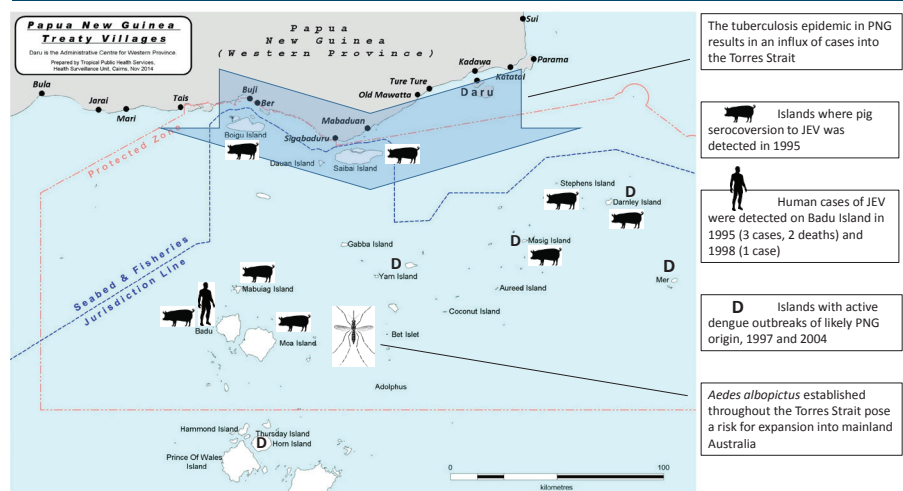 Papua New Guinea
Treaty Villages
Daru is the Administrative Centre for Western Province.
Prepared by Tropical Public Health Services,
Health Surveillance Unit, Cairns, Nov 2014
Papua
New Guinea
(Western Province)
Sui
Parama
Kadawa
Katatai
Daru
Ture Ture
Old Mawatta
Bula
Jarai
Mari
Tais
Buji
Ber
Mabaduan
Sigabaduru
Boigu Island
Dauan Island
Saibai Island
Protected Zone
Seabed & Fisheries
Jurisdiction Line
Stephens Island
D
Darnley Island
Gabba Island
D
Masig Island
D
Yam Island
D
Mer
Mabuiag Island
Aureed Island
Coconut Island
Badu
Moa Island
Bet Islet
Adolphus
Hammond Island
Thursday Island
D
Horn Island
Prince Of Wales
Island
0
100
kilometres
The tuberculosis epidemic in PNG
results in an influx of cases into
the Torres Strait
Islands where pig
serocoversion to JEV was
detected in 1995
Human cases of JEV
were detected on Badu Island in
1995 (3 cases, 2 deaths) and
1998 (1 case)
D Islands with active
dengue outbreaks of likely PNG
origin, 1997 and 2004
Aedes albopictus established
throughout the Torres Strait pose
a risk for expansion into mainland
Australia